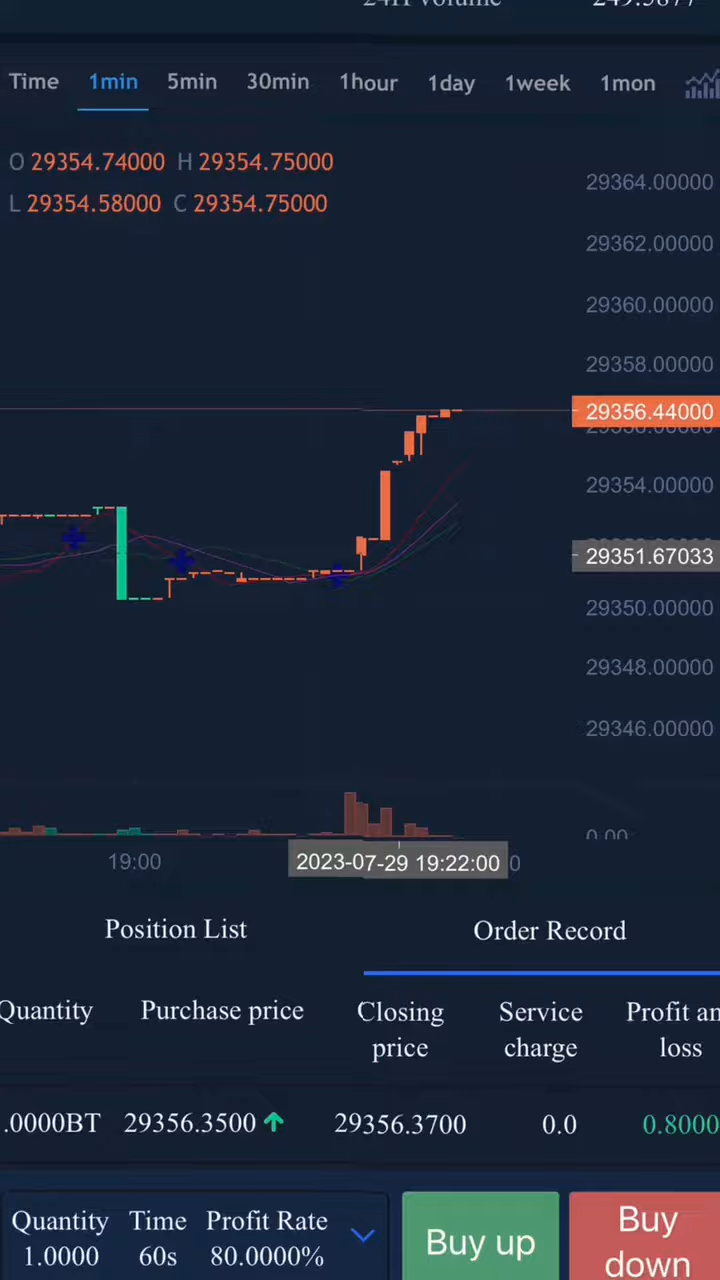 Time 1min 5min 30min 1hour 1day 1week 1mon
O 29354.74000 H 29354.75000
L 29354.58000 C 29354.75000
29364.00000
29362.00000
29360.00000
29358.00000
29356.44000
29354.00000
29351.67033
29350.00000
29348.00000
29346.00000
0.00
19:00 2023-07-29 19:22:00 0
Position List Order Record
Quantity Purchase price Closing price Service charge Profit an loss
.0000BT 29356.3500 29356.3700 0.0 0.8000
Quantity Time Profit Rate Buy up Buy down
1.0000 60s 80.0000%